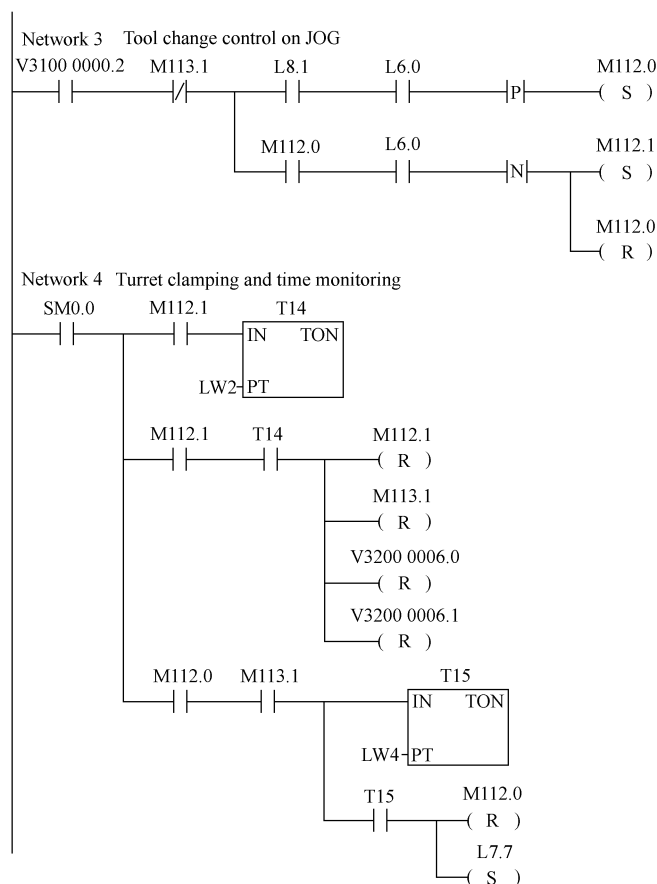 Network 3 Tool change control on JOG
V3100 0000.2 M113.1 L8.1 L6.0 M112.0
P ( S )
M112.0 L6.0 M112.1
N ( S )
M112.0
( R )
Network 4 Turret clamping and time monitoring
SM0.0 M112.1 T14
IN TON
LW2 PT
M112.1 T14 M112.1
( R )
M113.1
( R )
V3200 0006.0
( R )
V3200 0006.1
( R )
M112.0 M113.1 T15
IN TON
LW4 PT
T15 M112.0
( R )
L7.7
( S )